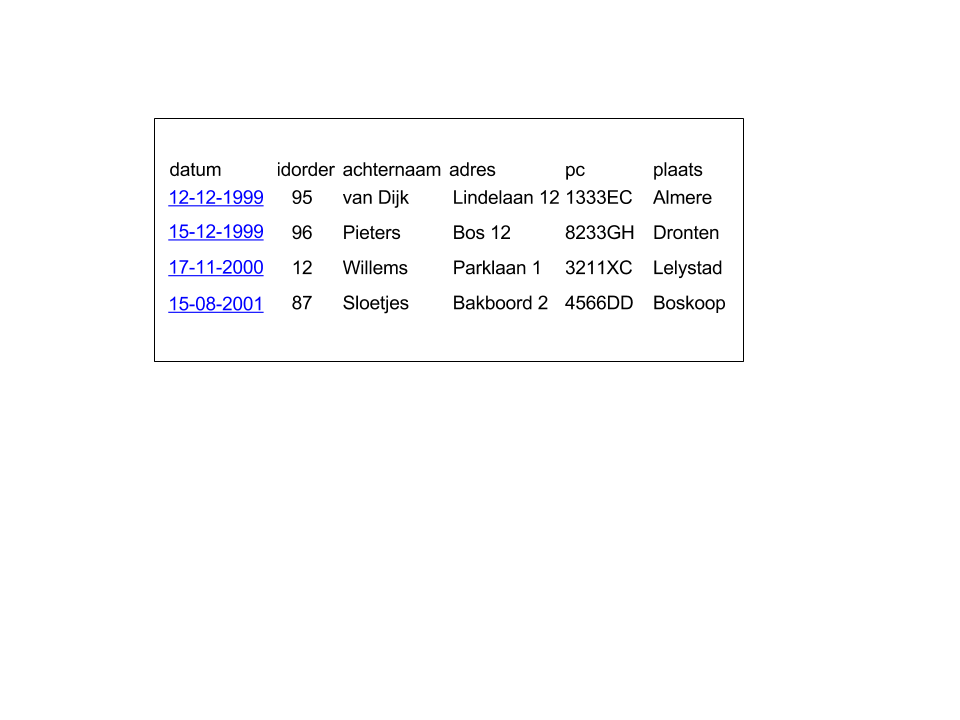 datum idorder achternaam adres pc plaats
12-12-1999 95 van Dijk Lindelaan 12 1333EC Almere
15-12-1999 96 Pieters Bos 12 8233GH Dronten
17-11-2000 12 Willems Parklaan 1 3211XC Lelystad
15-08-2001 87 Sloetjes Bakboord 2 4566DD Boskoop